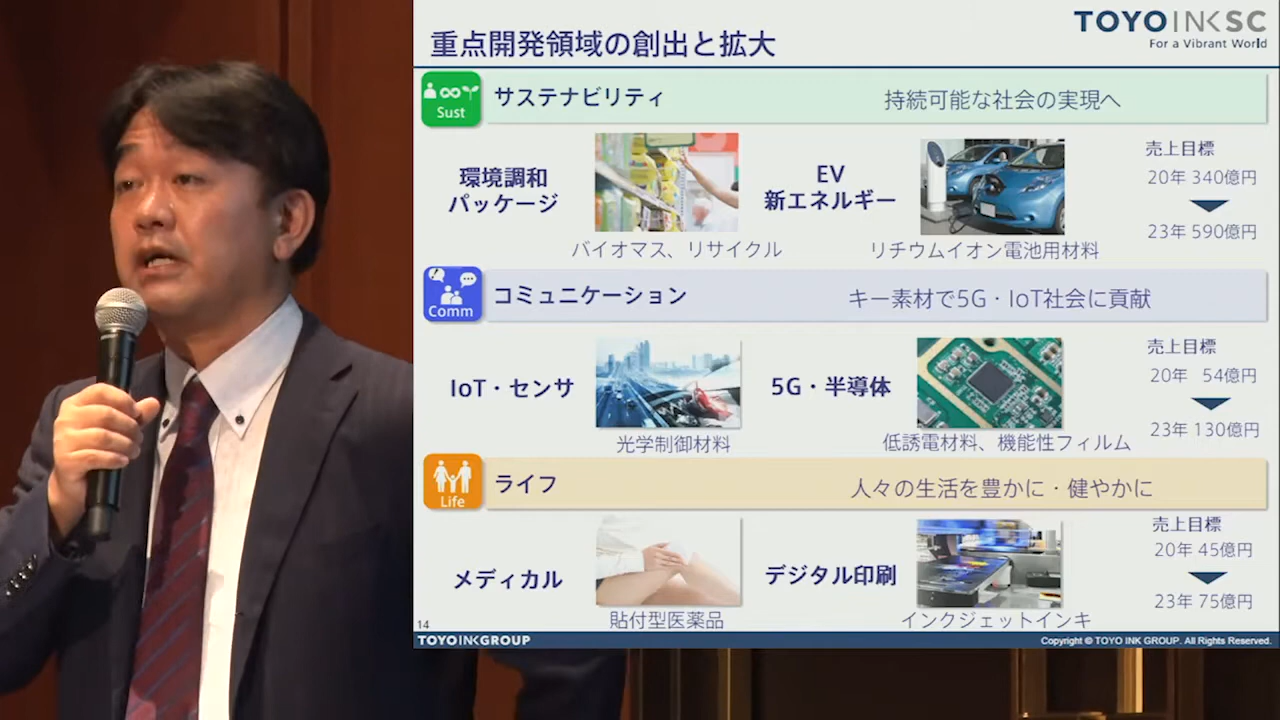 TOYOINKSC
For a Vibrant World
重点開発領域の創出と拡大
Sust
サステナビリティ
持続可能な社会の実現へ
環境調和
パッケージ
バイオマス、リサイクル
EV
新エネルギー
リチウムイオン電池用材料
売上目標
20年 340億円
23年 590億円
Comm
コミュニケーション
キー素材で5G・IoT社会に貢献
IoT・センサ
光学制御材料
5G・半導体
低誘電材料、機能性フィルム
売上目標
20年 54億円
23年 130億円
Life
ライフ
人々の生活を豊かに・健やかに
メディカル
貼付型医薬品
デジタル印刷
インクジェットインキ
売上目標
20年 45億円
23年 75億円
14
TOYOINKGROUP
Copyright © TOYO INK GROUP. All Rights Reserved.